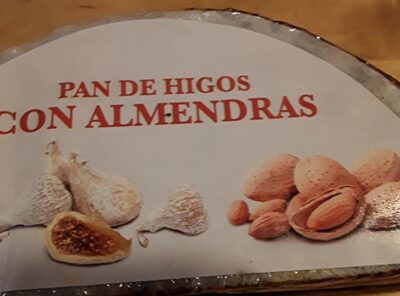 PAN DE HIGOS
CON ALMENDRAS